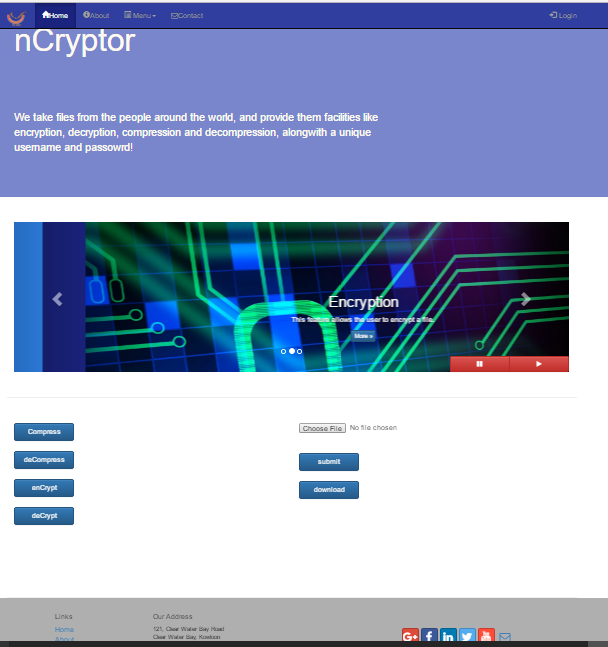 Home About Menu Contact Login
nCryptor
We take files from the people around the world, and provide them facilities like
encryption, decryption, compression and decompression, alongwith a unique
username and passowrd!
Encryption
This feature allows the user to encrypt a file.
More »
Compress
deCompress
enCrypt
deCrypt
Choose File No file chosen
submit
download
Links
Home
About
Our Address
121, Clear Water Bay Road
Clear Water Bay, Kowloon